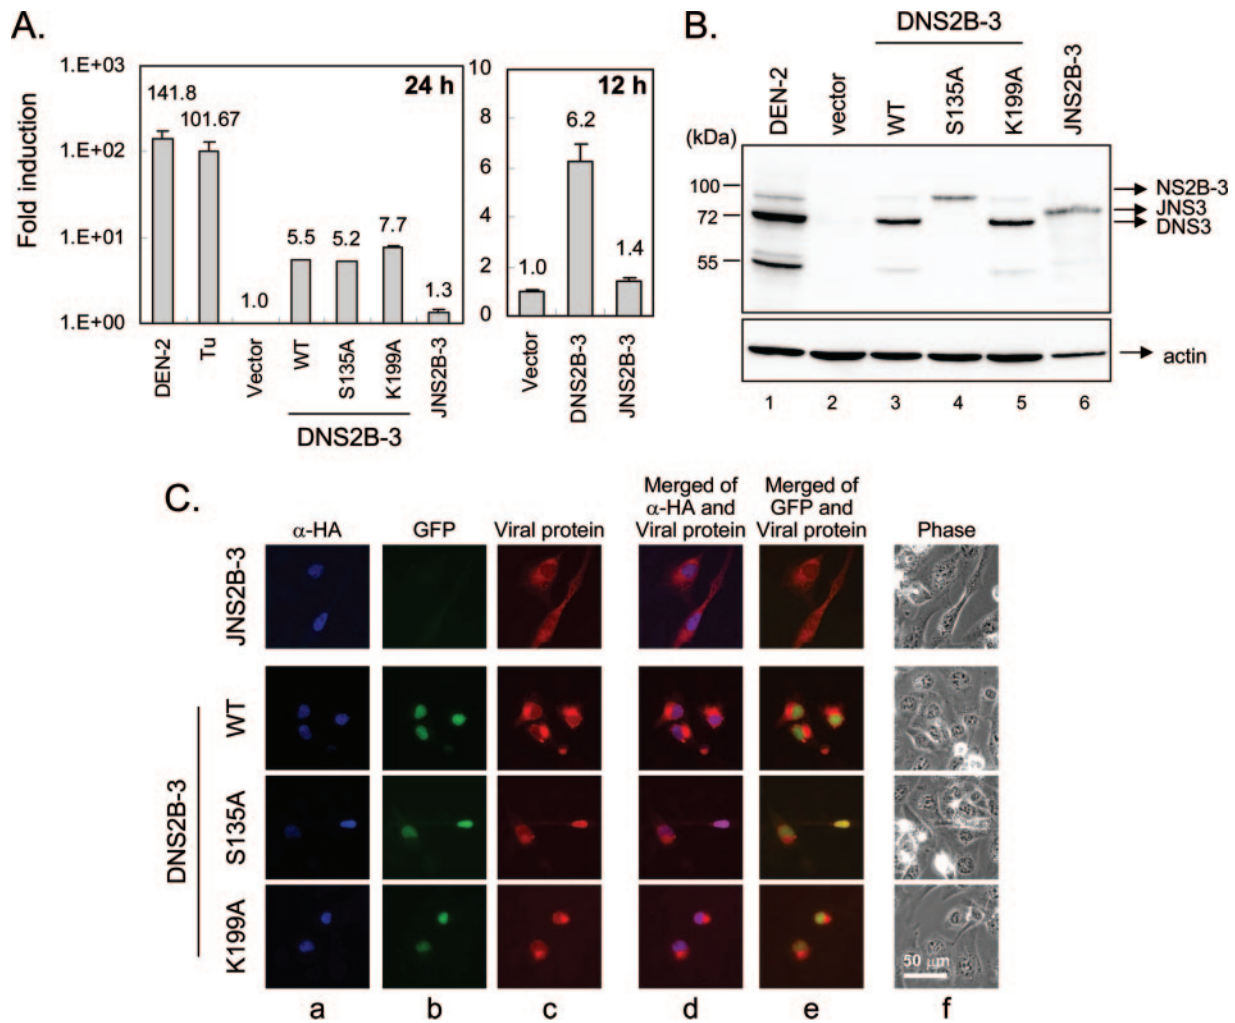 A.
Fold induction
1.E+03
1.E+02
1.E+01
1.E+00
24 h
141.8
101.67
1.0
5.5
5.2
7.7
1.3
DEN-2
Tu
Vector
WT
S135A
K199A
JNS2B-3
DNS2B-3
12 h
10
8
6
4
2
0
1.0
6.2
1.4
Vector
DNS2B-3
JNS2B-3
B.
DNS2B-3
DEN-2
vector
WT
S135A
K199A
JNS2B-3
(kDa)
100
72
55
NS2B-3
JNS3
DNS3
actin
1 2 3 4 5 6
C.
α-HA
GFP
Viral protein
Merged of
α-HA and
Viral protein
Merged of
GFP and
Viral protein
Phase
JNS2B-3
DNS2B-3
WT
S135A
K199A
50 µm
a b c d e f